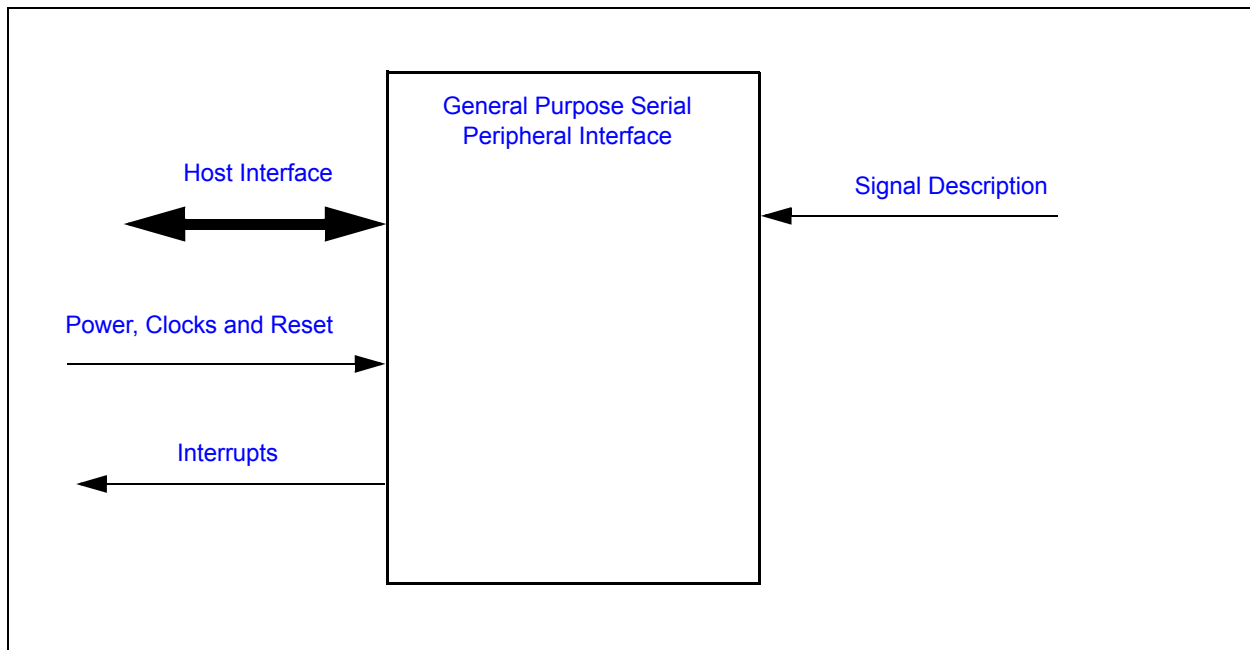 General Purpose Serial
Peripheral Interface
Host Interface
Signal Description
Power, Clocks and Reset
Interrupts